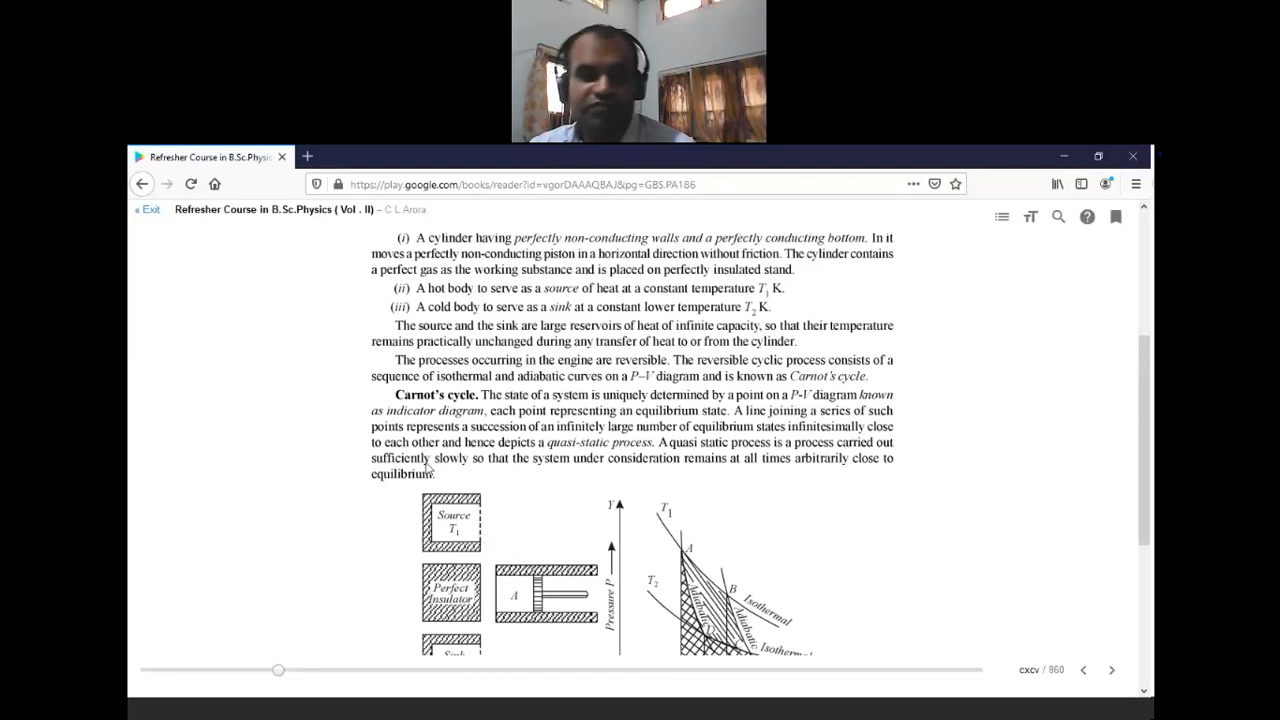 Refresher Course in B.Sc.Physi
https://play.google.com/books/reader?id=vgorDAAAQBAJ&pg=GBS.PA186
« Exit Refresher Course in B.Sc.Physics ( Vol . II) – C L Arora
(i) A cylinder having perfectly non-conducting walls and a perfectly conducting bottom. In it
moves a perfectly non-conducting piston in a horizontal direction without friction. The cylinder contains
a perfect gas as the working substance and is placed on perfectly insulated stand.
(ii) A hot body to serve as a source of heat at a constant temperature T1 K.
(iii) A cold body to serve as a sink at a constant lower temperature T2 K.
The source and the sink are large reservoirs of heat of infinite capacity, so that their temperature
remains practically unchanged during any transfer of heat to or from the cylinder.
The processes occurring in the engine are reversible. The reversible cyclic process consists of a
sequence of isothermal and adiabatic curves on a P–V diagram and is known as Carnot's cycle.
Carnot's cycle. The state of a system is uniquely determined by a point on a P-V diagram known
as indicator diagram, each point representing an equilibrium state. A line joining a series of such
points represents a succession of an infinitely large number of equilibrium states infinitesimally close
to each other and hence depicts a quasi-static process. A quasi static process is a process carried out
sufficiently slowly so that the system under consideration remains at all times arbitrarily close to
equilibrium.
Source
T1
Perfect
Insulator
Sink
A
Y
Pressure P
T1
T2
A
B
Isothermal
Adiabatic
Adiabatic
Isothermal
cxcv / 860